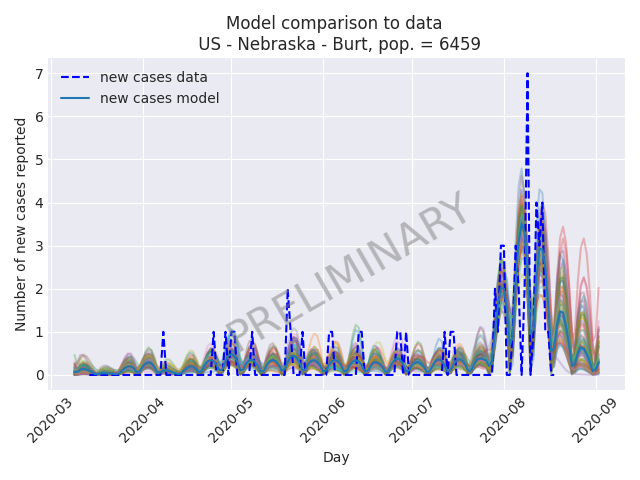 Model comparison to data
US - Nebraska - Burt, pop. = 6459
new cases data
new cases model
7
6
5
4
3
2
1
0
Number of new cases reported
PRELIMINARY
2020-03
2020-04
2020-05
2020-06
2020-07
2020-08
2020-09
Day